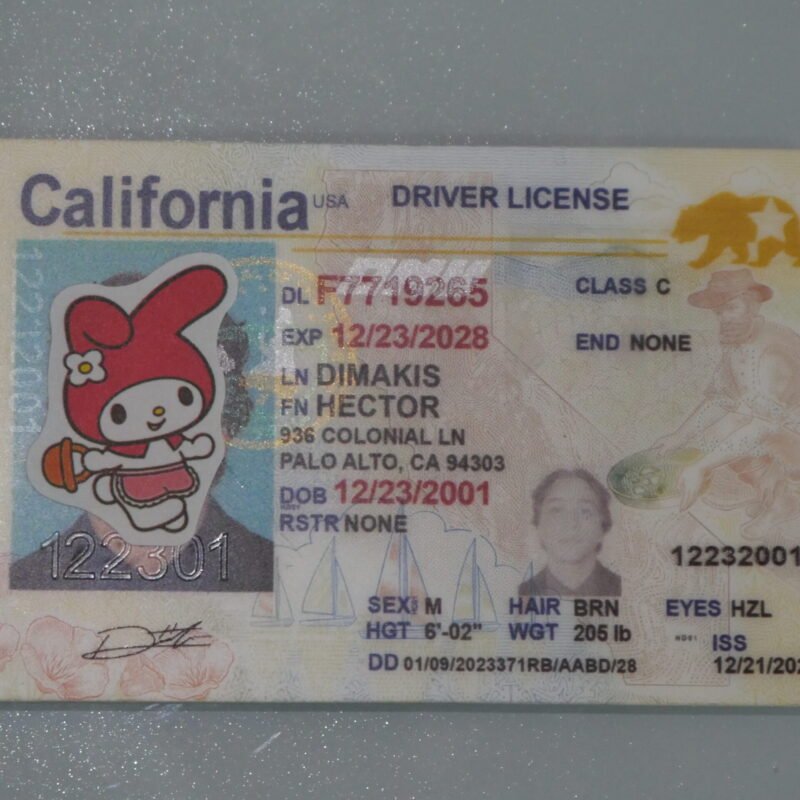 California USA DRIVER LICENSE
DL F7719265 CLASS C
EXP 12/23/2028 END NONE
LN DIMAKIS
FN HECTOR
936 COLONIAL LN
PALO ALTO, CA 94303
DOB 12/23/2001
RSTR NONE
122301
12232001
SEX M HAIR BRN EYES HZL
HGT 6'-02" WGT 205 lb ISS
DD 01/09/2023371RB/AABD/28 12/21/202